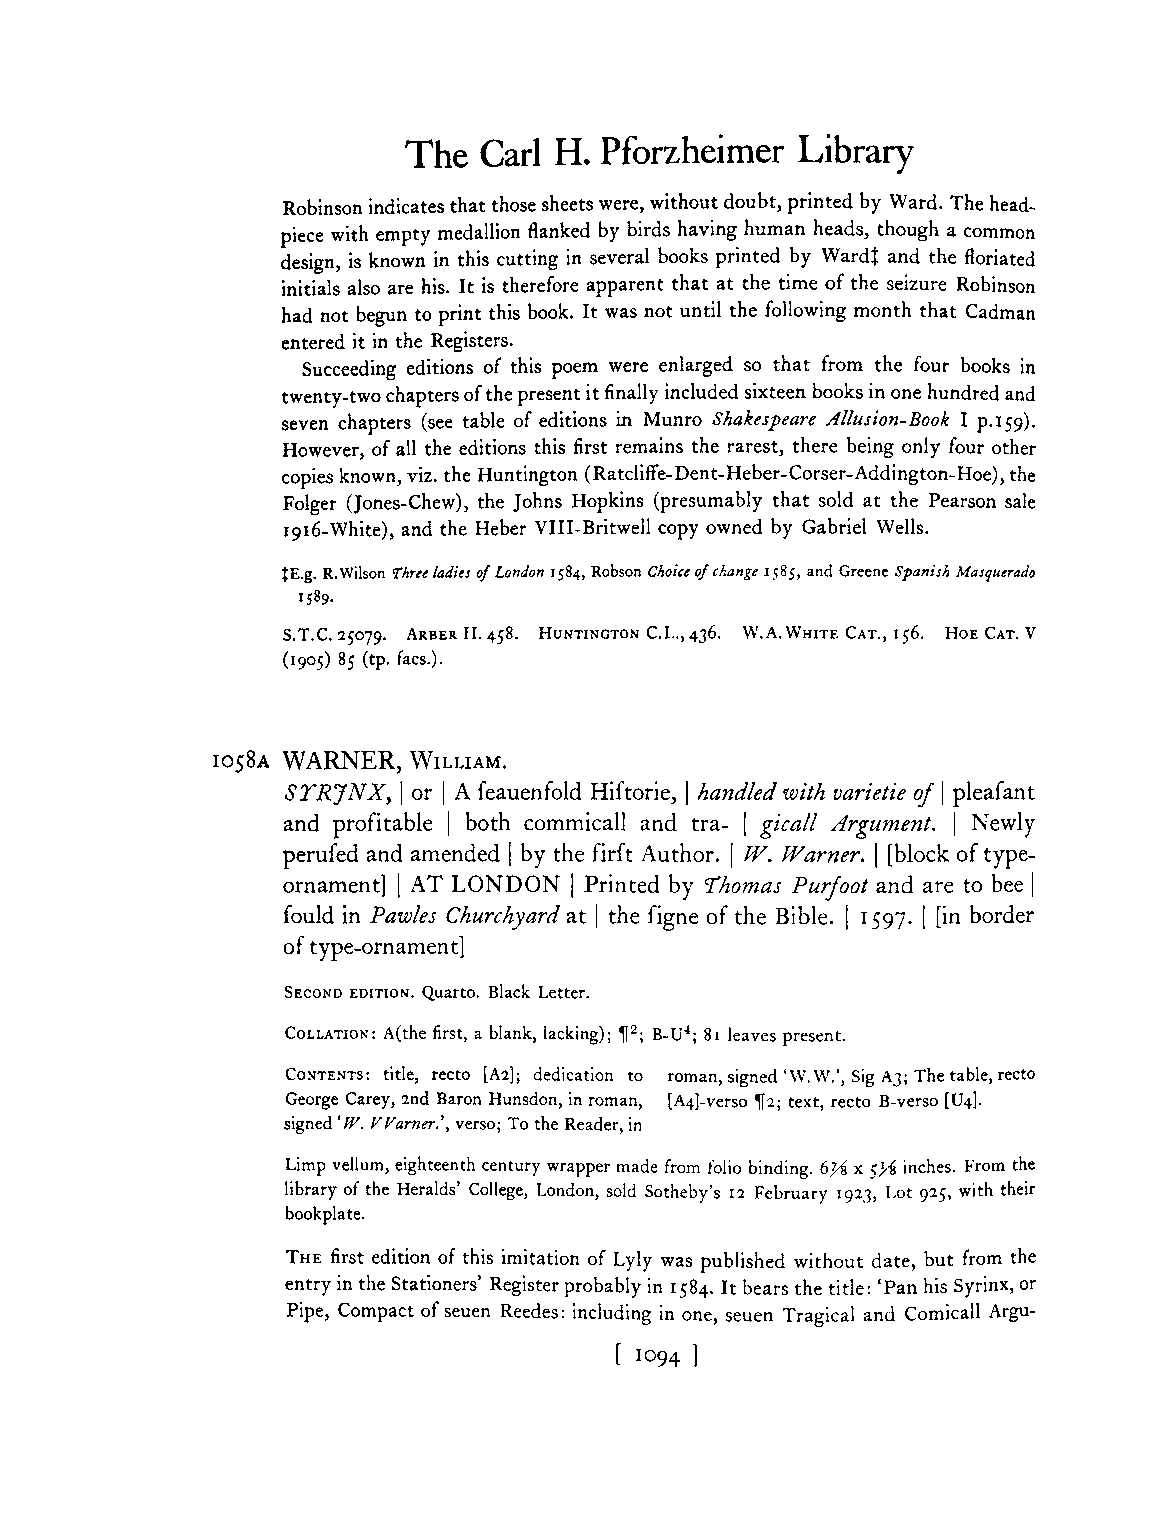 The Carl H. Pforzheimer Library
Robinson indicates that those sheets were, without doubt, printed by Ward. The head-
piece with empty medallion flanked by birds having human heads, though a common
design, is known in this cutting in several books printed by Ward‡ and the floriated
initials also are his. It is therefore apparent that at the time of the seizure Robinson
had not begun to print this book. It was not until the following month that Cadman
entered it in the Registers.
Succeeding editions of this poem were enlarged so that from the four books in
twenty-two chapters of the present it finally included sixteen books in one hundred and
seven chapters (see table of editions in Munro Shakespeare Allusion-Book I p.159).
However, of all the editions this first remains the rarest, there being only four other
copies known, viz. the Huntington (Ratcliffe-Dent-Heber-Corser-Addington-Hoe), the
Folger (Jones-Chew), the Johns Hopkins (presumably that sold at the Pearson sale
1916-White), and the Heber VIII-Britwell copy owned by Gabriel Wells.
‡E.g. R.Wilson Three ladies of London 1584, Robson Choice of change 1585, and Greene Spanish Masquerado
1589.
S.T.C. 25079. ARBER II. 458. HUNTINGTON C.L., 436. W.A.WHITE CAT., 156. HOE CAT. V
(1905) 85 (tp. facs.).
1058A WARNER, WILLIAM.
SYRJNX, | or | A ſeauenfold Hiſtorie, | handled with varietie of | pleaſant
and profitable | both commicall and tra- | gicall Argument. | Newly
peruſed and amended | by the firſt Author. | W. Warner. | [block of type-
ornament] | AT LONDON | Printed by Thomas Purfoot and are to bee |
ſould in Pawles Churchyard at | the ſigne of the Bible. | 1597. | [in border
of type-ornament]
SECOND EDITION. Quarto. Black Letter.
COLLATION: A(the first, a blank, lacking); ¶²; B-U⁴; 81 leaves present.
CONTENTS: title, recto [A2]; dedication to
George Carey, 2nd Baron Hunsdon, in roman,
signed 'W. VVarner.', verso; To the Reader, in
roman, signed 'W.W.', Sig A3; The table, recto
[A4]-verso ¶2; text, recto B-verso [U4].
Limp vellum, eighteenth century wrapper made from folio binding. 6⅞ x 5⅛ inches. From the
library of the Heralds' College, London, sold Sotheby's 12 February 1923, Lot 925, with their
bookplate.
THE first edition of this imitation of Lyly was published without date, but from the
entry in the Stationers' Register probably in 1584. It bears the title: 'Pan his Syrinx, or
Pipe, Compact of seuen Reedes: including in one, seuen Tragical and Comicall Argu-
[ 1094 ]